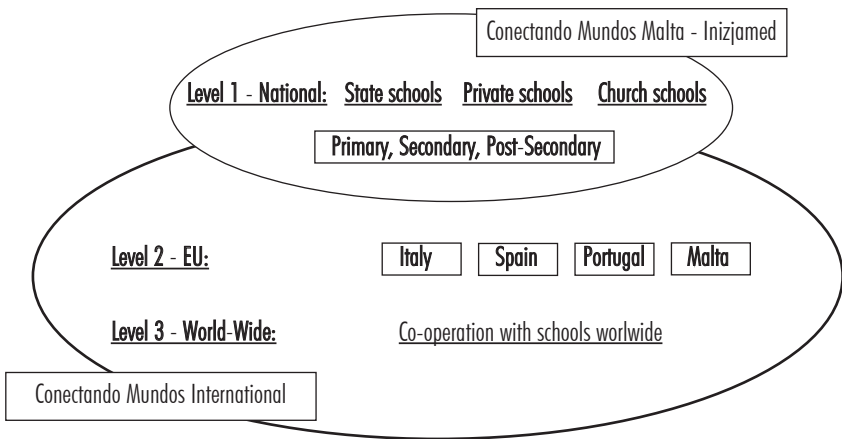 Conectando Mundos Malta - Inizjamed
Level 1 - National: State schools Private schools Church schools
Primary, Secondary, Post-Secondary
Level 2 - EU: Italy Spain Portugal Malta
Level 3 - World-Wide: Co-operation with schools worlwide
Conectando Mundos International